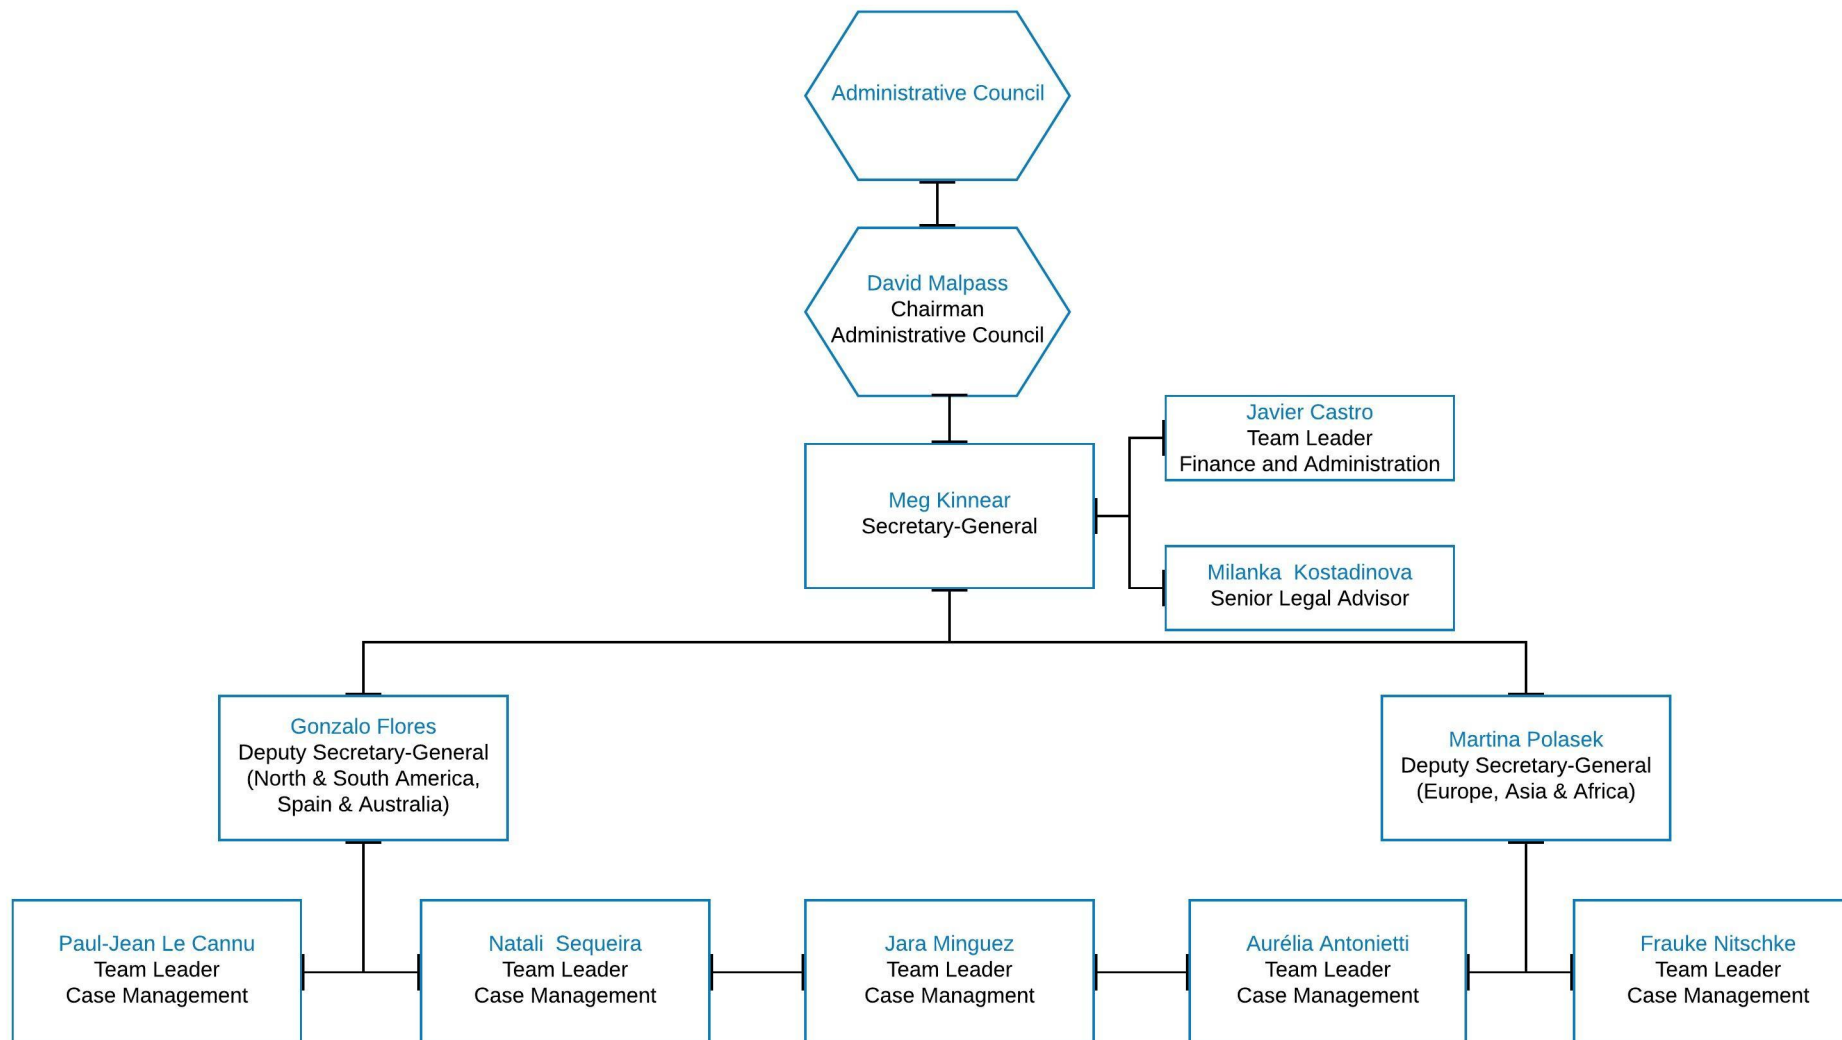 Administrative Council
David Malpass
Chairman
Administrative Council
Javier Castro
Team Leader
Finance and Administration
Meg Kinnear
Secretary-General
Milanka  Kostadinova
Senior Legal Advisor
Gonzalo Flores
Deputy Secretary-General
(North & South America,
Spain & Australia)
Martina Polasek
Deputy Secretary-General
(Europe, Asia & Africa)
Paul-Jean Le Cannu
Team Leader
Case Management
Natali  Sequeira
Team Leader
Case Management
Jara Minguez
Team Leader
Case Managment
Aurélia Antonietti
Team Leader
Case Management
Frauke Nitschke
Team Leader
Case Management